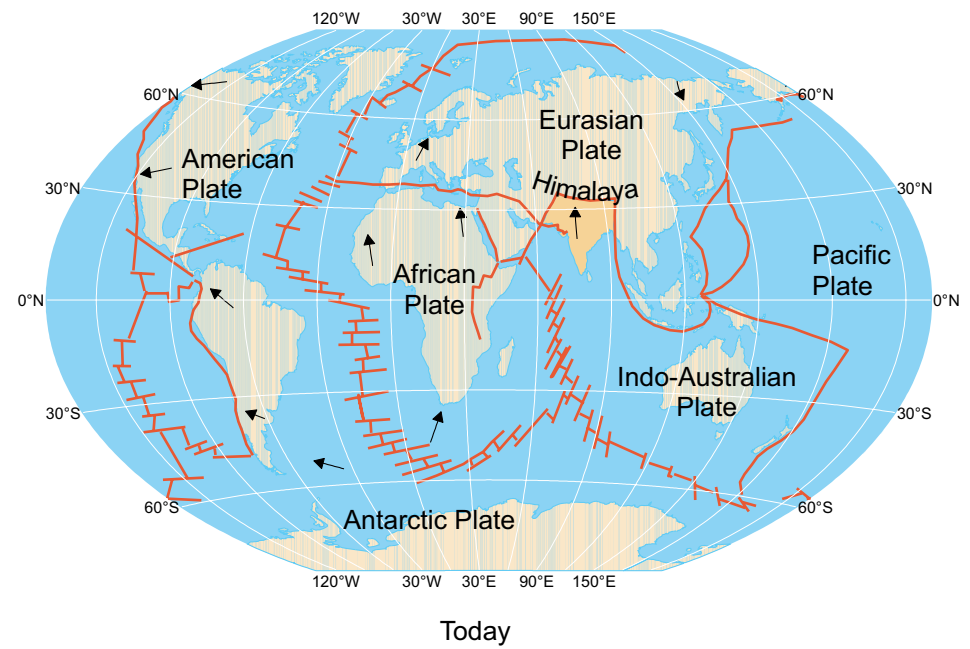 120°W 30°W 30°E 90°E 150°E
60°N 60°N
Eurasian
Plate
American
Plate
Himalaya
30°N 30°N
Pacific
Plate
African
Plate
0°N 0°N
Indo-Australian
Plate
30°S 30°S
60°S 60°S
Antarctic Plate
120°W 30°W 30°E 90°E 150°E
Today